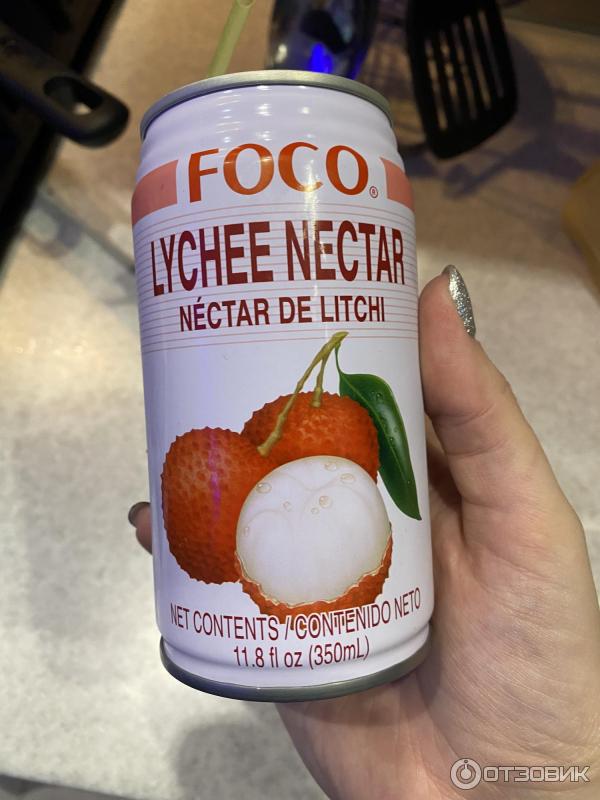 FOCO®
LYCHEE NECTAR
NÉCTAR DE LITCHI
NET CONTENTS / CONTENIDO NETO
11.8 fl oz (350mL)
ОТЗОВИК